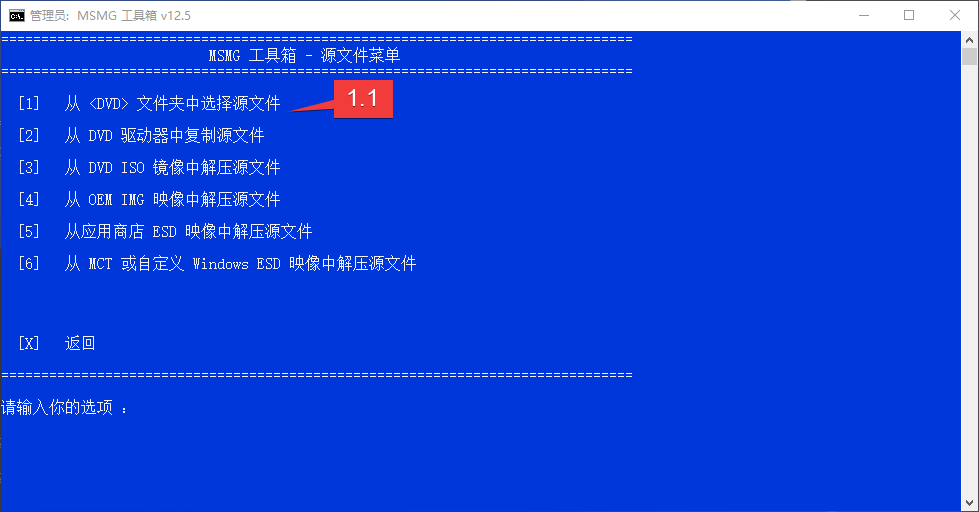 管理员: MSMG 工具箱 v12.5
===============================================================================
MSMG 工具箱 - 源文件菜单
===============================================================================
[1] 从 <DVD> 文件夹中选择源文件
1.1
[2] 从 DVD 驱动器中复制源文件
[3] 从 DVD ISO 镜像中解压源文件
[4] 从 OEM IMG 映像中解压源文件
[5] 从应用商店 ESD 映像中解压源文件
[6] 从 MCT 或自定义 Windows ESD 映像中解压源文件
[X] 返回
===============================================================================
请输入你的选项 :